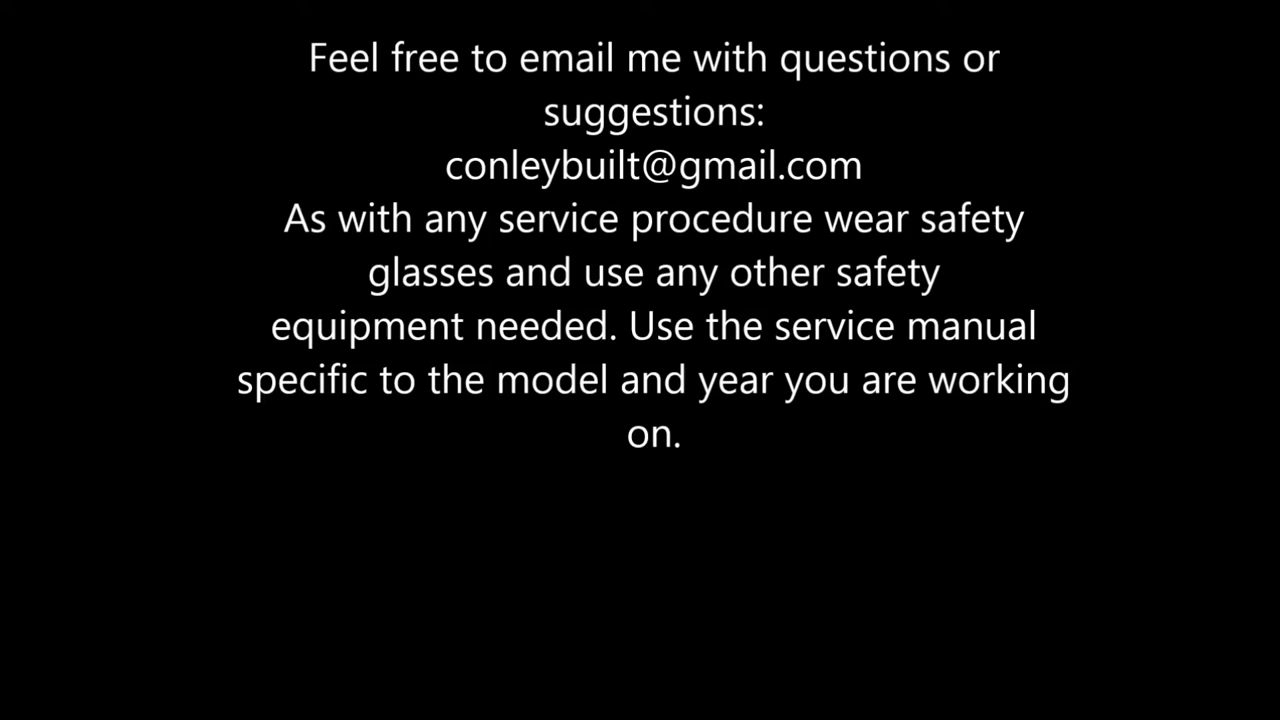 Feel free to email me with questions or
suggestions:
conleybuilt@gmail.com
As with any service procedure wear safety
glasses and use any other safety
equipment needed. Use the service manual
specific to the model and year you are working
on.